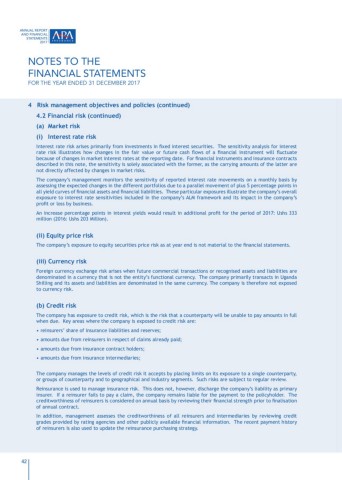 ANNUAL REPORT
AND FINANCIAL
STATEMENTS
2017
APA
NOTES TO THE
FINANCIAL STATEMENTS
FOR THE YEAR ENDED 31 DECEMBER 2017
4 Risk management objectives and policies (continued)
4.2 Financial risk (continued)
(a) Market risk
(i) Interest rate risk
Interest rate risk arises primarily from investments in fixed interest securities. The sensitivity analysis for interest
rate risk illustrates how changes in the fair value or future cash flows of a financial instrument will fluctuate
because of changes in market interest rates at the reporting date. For financial instruments and insurance contracts
described in this note, the sensitivity is solely associated with the former, as the carrying amounts of the latter are
not directly affected by changes in market risks.
The company's management monitors the sensitivity of reported interest rate movements on a monthly basis by
assessing the expected changes in the different portfolios due to a parallel movement of plus 5 percentage points in
all yield curves of financial assets and financial liabilities. These particular exposures illustrate the company's overall
exposure to interest rate sensitivities included in the company's ALM framework and its impact in the company's
profit or loss by business.
An increase percentage points in interest yields would result in additional profit for the period of 2017: Ushs 333
million (2016: Ushs 203 million).
(ii) Equity price risk
The company's exposure to equity securities price risk as at year end is not material to the financial statements.
(iii) Currency risk
Foreign currency exchange risk arises when future commercial transactions or recognised assets and liabilities are
denominated in a currency that is not the entity's functional currency. The company primarily transacts in Uganda
Shilling and its assets and liabilities are denominated in the same currency. The company is therefore not exposed
to currency risk.
(b) Credit risk
The company has exposure to credit risk, which is the risk that a counterparty will be unable to pay amounts in full
when due. Key areas where the company is exposed to credit risk are:
• reinsurers' share of insurance liabilities and reserves;
• amounts due from reinsurers in respect of claims already paid;
• amounts due from insurance contract holders;
• amounts due from insurance intermediaries;
The company manages the levels of credit risk it accepts by placing limits on its exposure to a single counterparty,
or groups of counterparty and to geographical and industry segments. Such risks are subject to regular review.
Reinsurance is used to manage insurance risk. This does not, however, discharge the company's liability as primary
insurer. If a reinsurer fails to pay a claim, the company remains liable for the payment to the policyholder. The
creditworthiness of reinsurers is considered on annual basis by reviewing their financial strength prior to finalisation
of annual contract.
In addition, management assesses the creditworthiness of all reinsurers and intermediaries by reviewing credit
grades provided by rating agencies and other publicly available financial information. The recent payment history
of reinsurers is also used to update the reinsurance purchasing strategy.
42